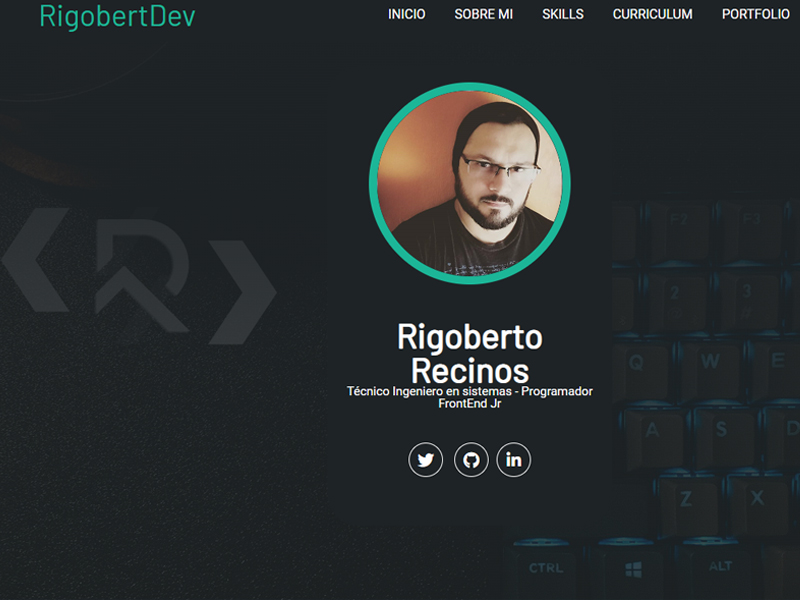 RigobertDev
INICIO
SOBRE MI
SKILLS
CURRICULUM
PORTFOLIO
Rigoberto
Recinos
Técnico Ingeniero en sistemas - Programador
FrontEnd Jr
F2 F3
2 3
#
Q W E
A S D
Z X
CTRL ALT